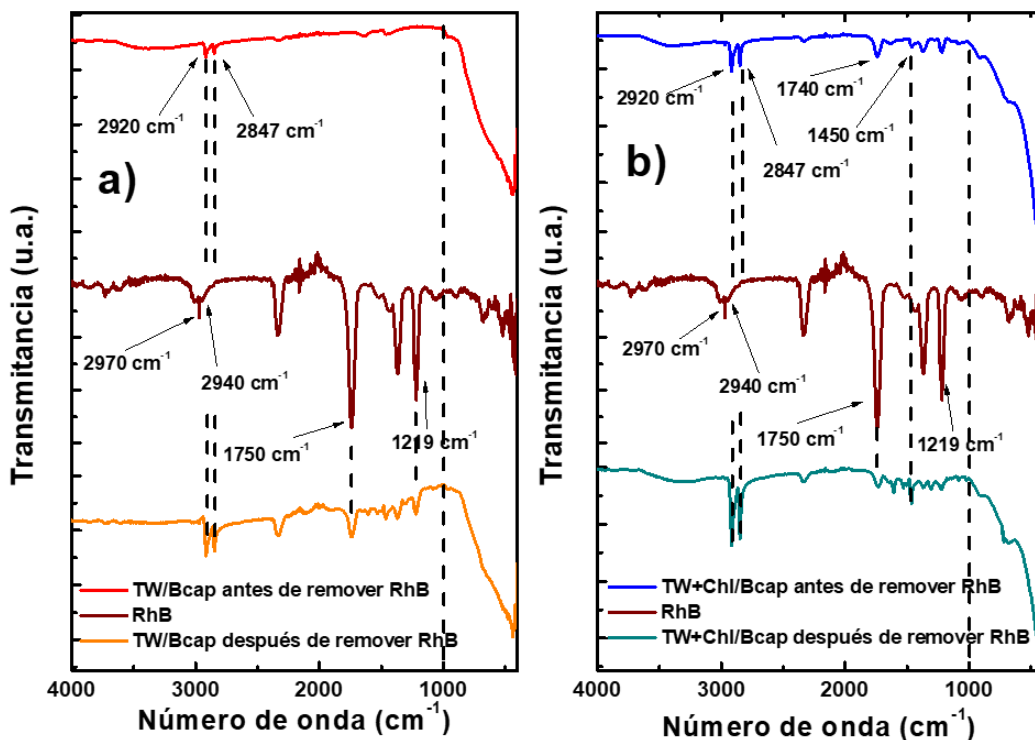 a)
Transmitancia (u.a.)
2920 cm-1
2847 cm-1
2970 cm-1
2940 cm-1
1750 cm-1
1219 cm-1
TW/Bcap antes de remover RhB
RhB
TW/Bcap después de remover RhB
4000 3000 2000 1000
Número de onda (cm-1)
b)
Transmitancia (u.a.)
2920 cm-1
2847 cm-1
1740 cm-1
1450 cm-1
2970 cm-1
2940 cm-1
1750 cm-1
1219 cm-1
TW+Chl/Bcap antes de remover RhB
RhB
TW+Chl/Bcap después de remover RhB
4000 3000 2000 1000
Número de onda (cm-1)